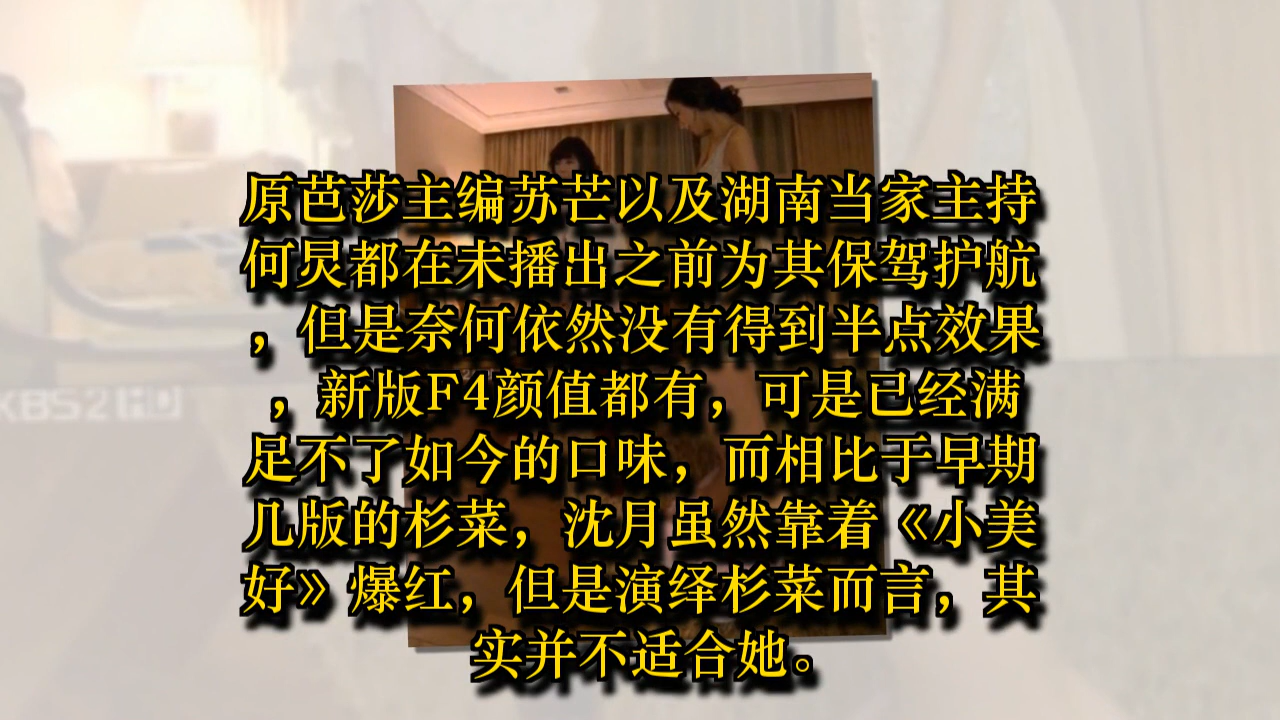 原芭莎主编苏芒以及湖南当家主持
何炅都在未播出之前为其保驾护航
，但是奈何依然没有得到半点效果
，新版F4颜值都有，可是已经满
足不了如今的口味，而相比于早期
几版的杉菜，沈月虽然靠着《小美
好》爆红，但是演绎杉菜而言，其
实并不适合她。
KBS2 HD